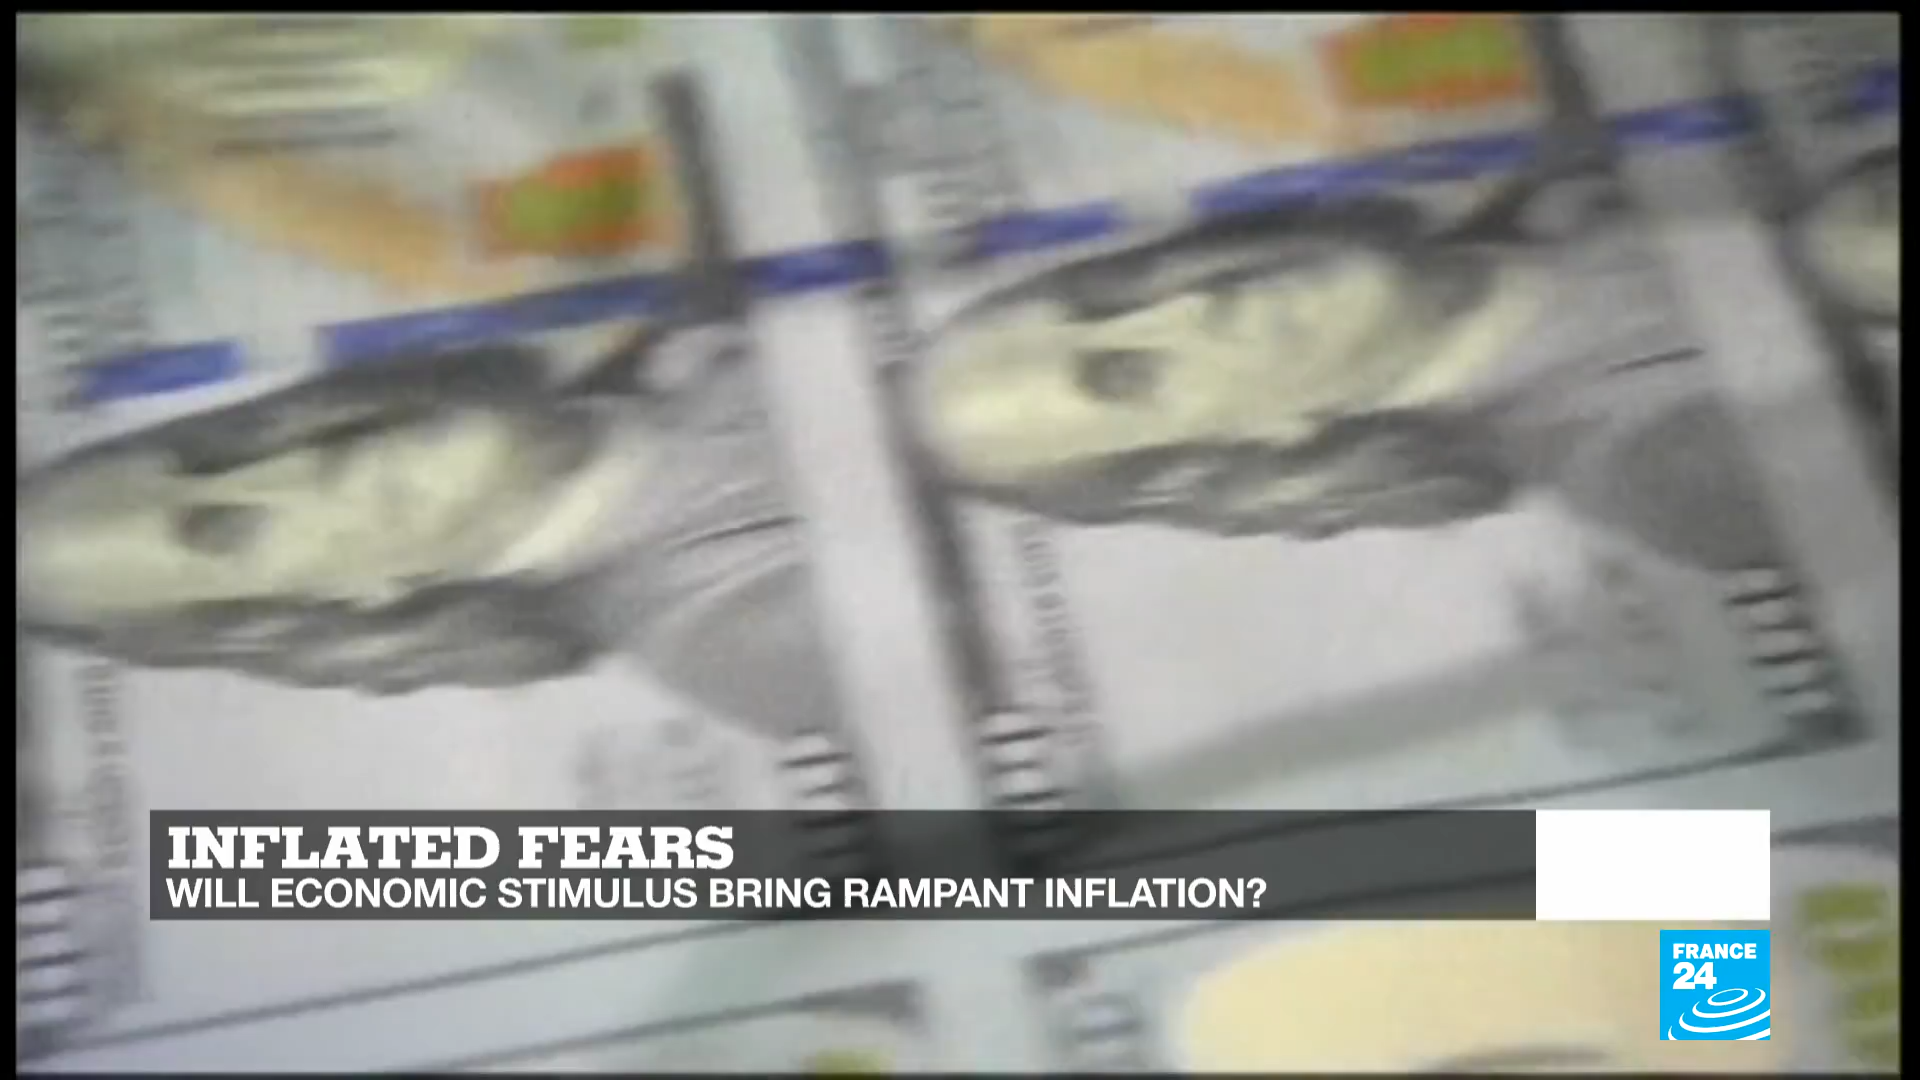 INFLATED FEARS
WILL ECONOMIC STIMULUS BRING RAMPANT INFLATION?
FRANCE
24